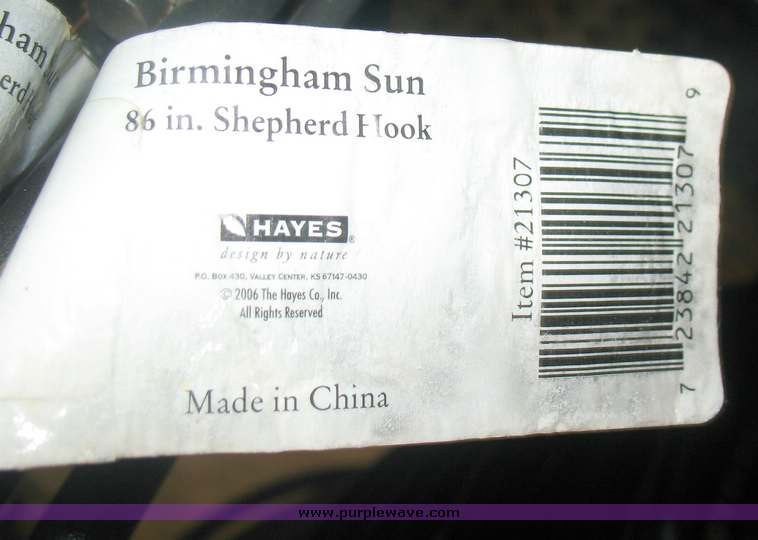 Birmingham Sun
86 in. Shepherd Hook
HAYES®
design by nature
P.O. Box 430, Valley Center, KS 67147-0430
© 2006 The Hayes Co., Inc.
All Rights Reserved
Made in China
Item #21307
7 23842 21307 9
www.purplewave.com